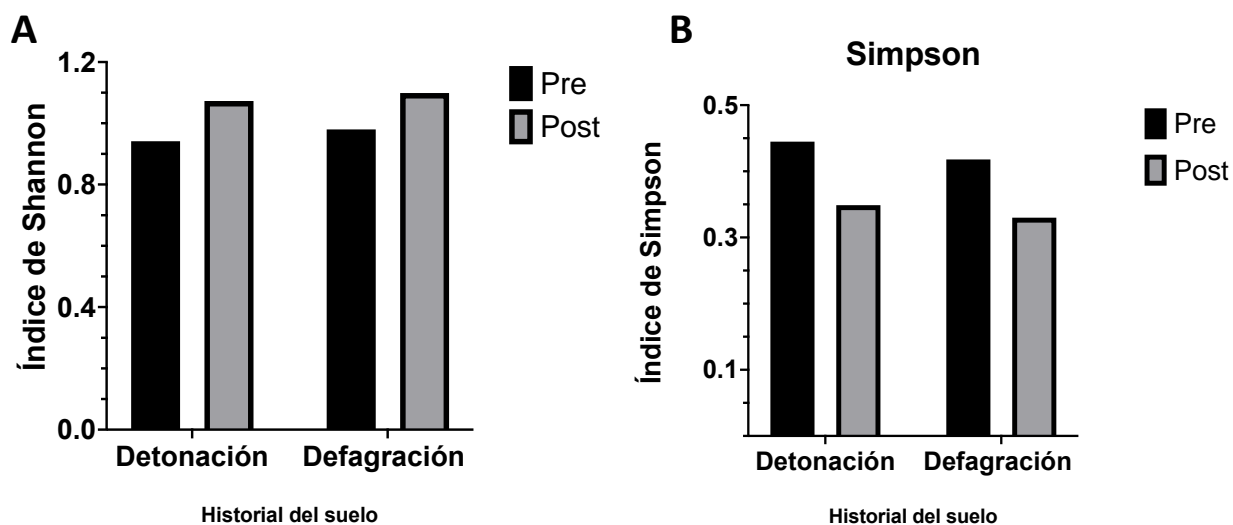 A
Índice de Shannon
1.2
0.8
0.4
0.0
Pre
Post
Detonación
Defagración
Historial del suelo
B
Simpson
Índice de Simpson
0.5
0.3
0.1
Pre
Post
Detonación
Defagración
Historial del suelo